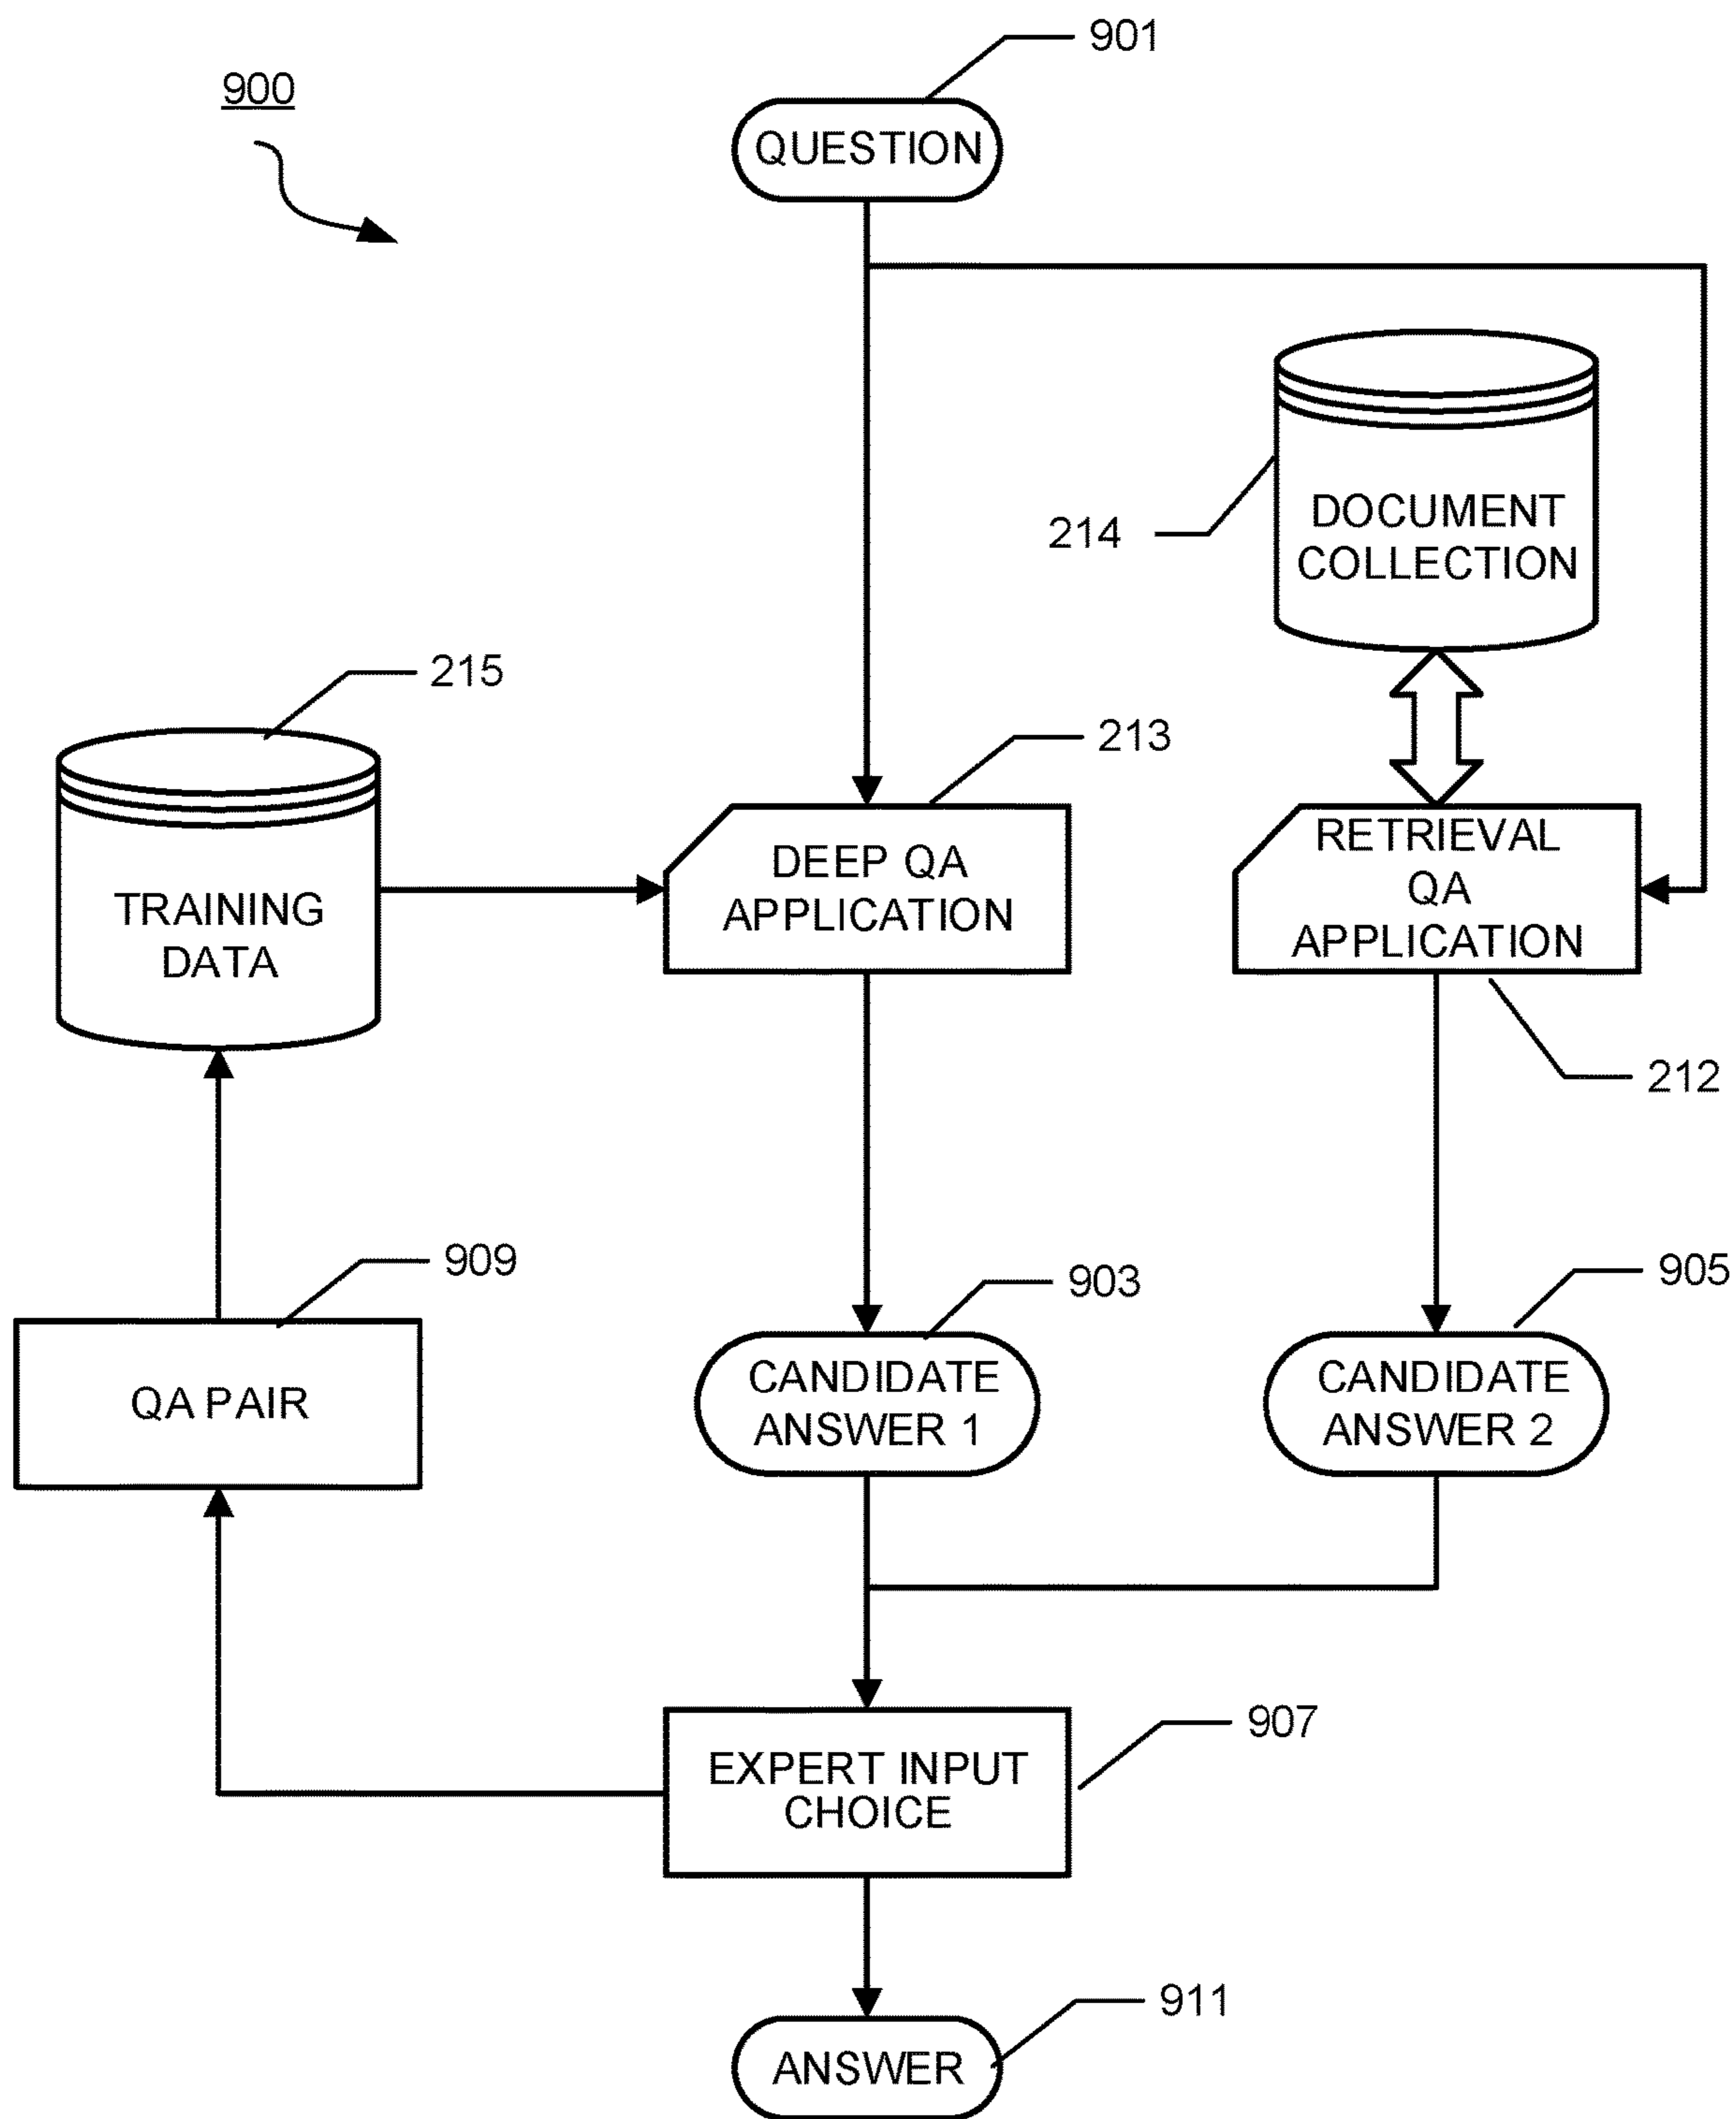 901
900
QUESTION
214
DOCUMENT
COLLECTION
215
213
TRAINING
DATA
DEEP QA
APPLICATION
RETRIEVAL
QA
APPLICATION
212
909
903
905
QA PAIR
CANDIDATE
ANSWER 1
CANDIDATE
ANSWER 2
907
EXPERT INPUT
CHOICE
911
ANSWER